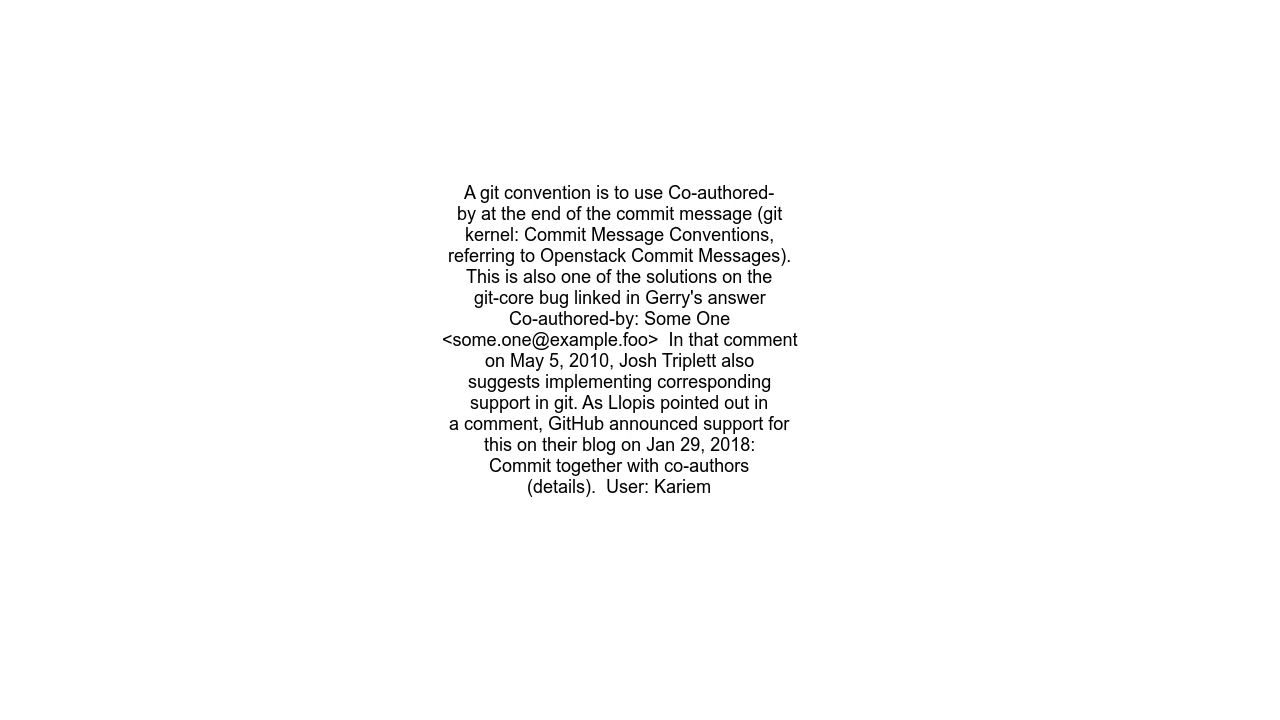 A git convention is to use Co-authored-
by at the end of the commit message (git
kernel: Commit Message Conventions,
referring to Openstack Commit Messages).
This is also one of the solutions on the
git-core bug linked in Gerry's answer
Co-authored-by: Some One
<some.one@example.foo>  In that comment
on May 5, 2010, Josh Triplett also
suggests implementing corresponding
support in git. As Llopis pointed out in
a comment, GitHub announced support for
this on their blog on Jan 29, 2018:
Commit together with co-authors
(details).  User: Kariem